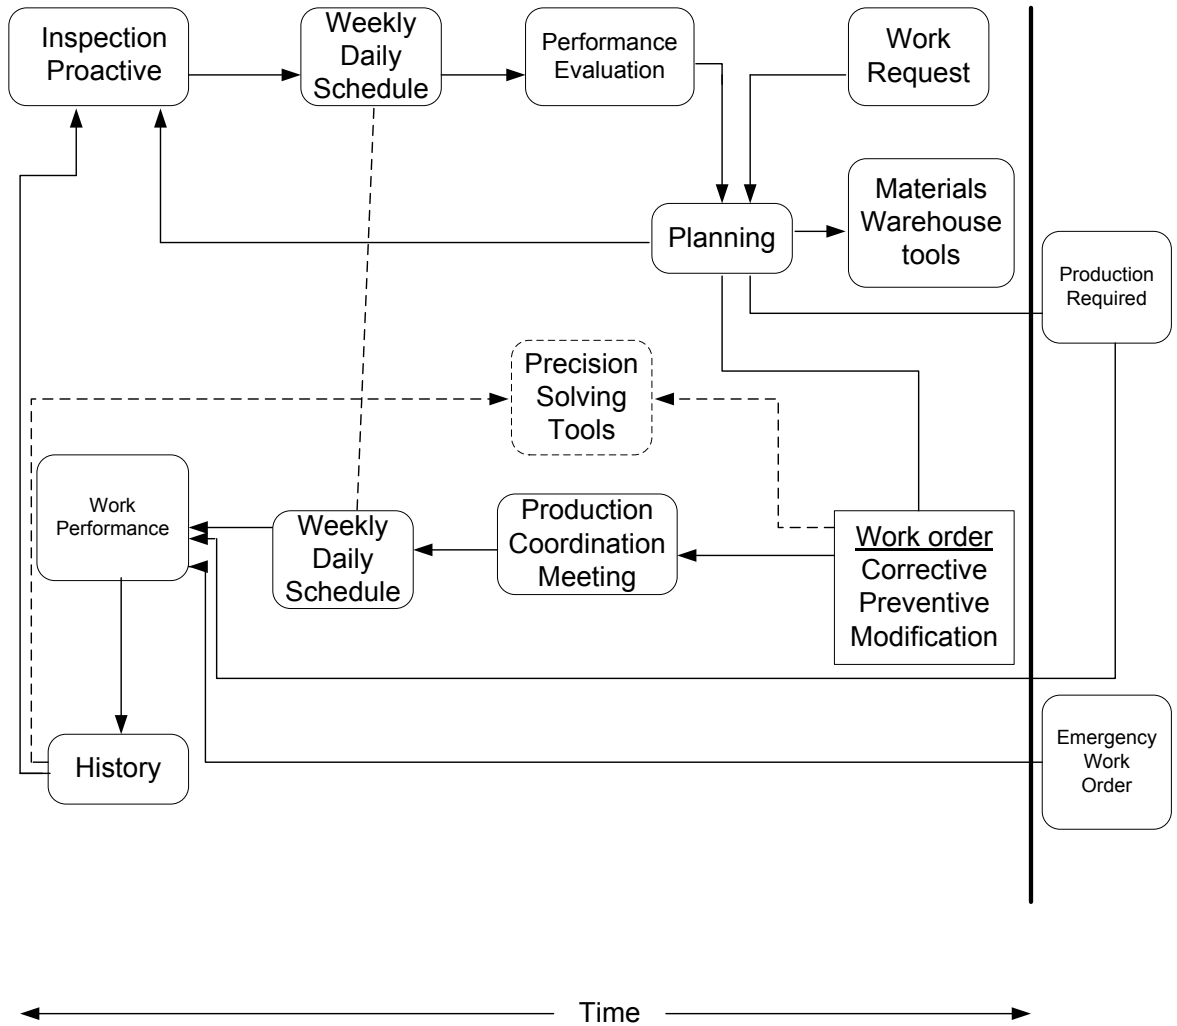 Inspection
Proactive
Weekly
Daily
Schedule
Performance
Evaluation
Work
Request
Materials
Warehouse
tools
Planning
Production
Required
Precision
Solving
Tools
Work
Performance
Weekly
Daily
Schedule
Production
Coordination
Meeting
Work order
Corrective
Preventive
Modification
History
Emergency
Work
Order
Time